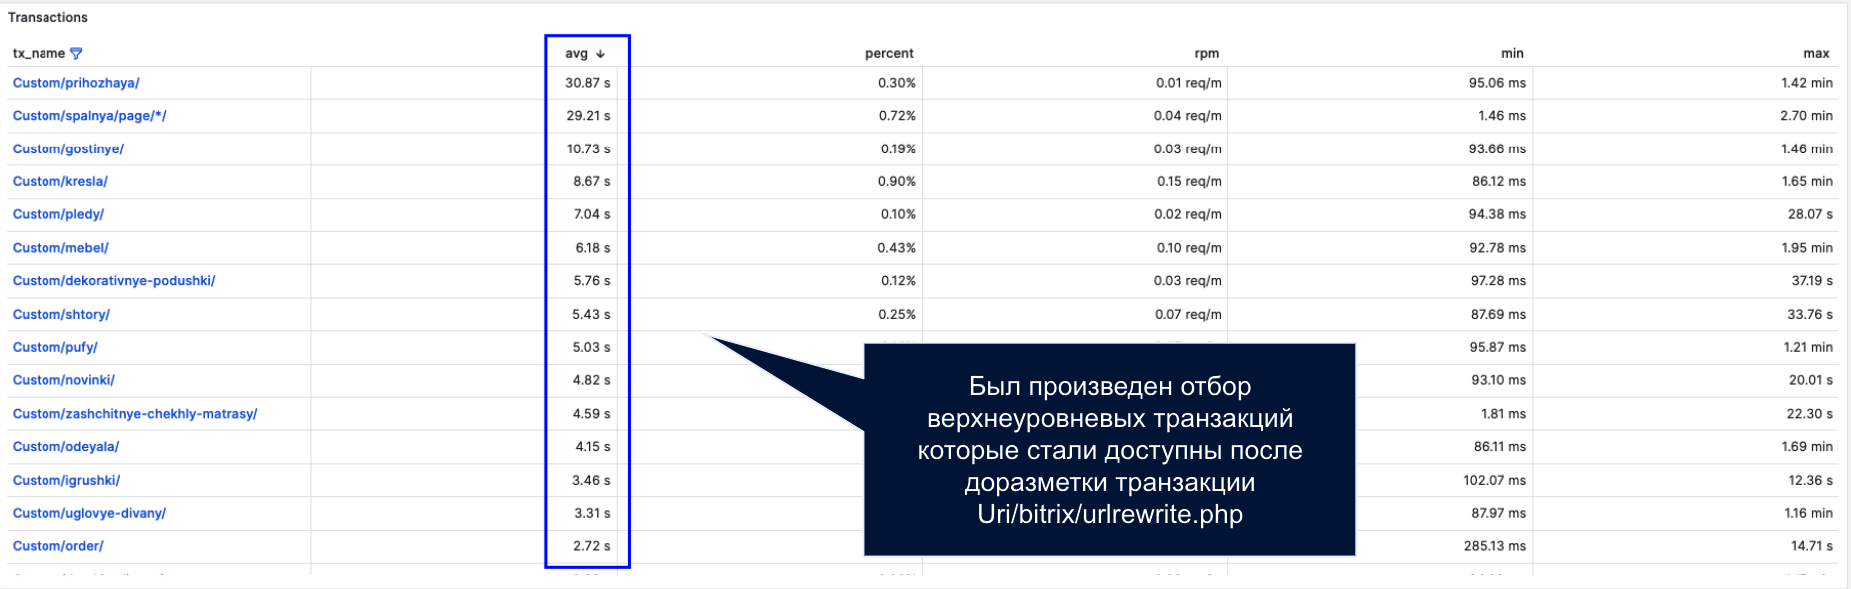 Transactions
tx_name avg ↓ percent rpm min max
Custom/prihozhaya/ 30.87 s 0.30% 0.01 req/m 95.06 ms 1.42 min
Custom/spalnya/page/*/ 29.21 s 0.72% 0.04 req/m 1.46 ms 2.70 min
Custom/gostinye/ 10.73 s 0.19% 0.03 req/m 93.66 ms 1.46 min
Custom/kresla/ 8.67 s 0.90% 0.15 req/m 86.12 ms 1.65 min
Custom/pledy/ 7.04 s 0.10% 0.02 req/m 94.38 ms 28.07 s
Custom/mebel/ 6.18 s 0.43% 0.10 req/m 92.78 ms 1.95 min
Custom/dekorativnye-podushki/ 5.76 s 0.12% 0.03 req/m 97.28 ms 37.19 s
Custom/shtory/ 5.43 s 0.25% 0.07 req/m 87.69 ms 33.76 s
Custom/pufy/ 5.03 s 95.87 ms 1.21 min
Custom/novinki/ 4.82 s 93.10 ms 20.01 s
Custom/zashchitnye-chekhly-matrasy/ 4.59 s 1.81 ms 22.30 s
Custom/odeyala/ 4.15 s 86.11 ms 1.69 min
Custom/igrushki/ 3.46 s 102.07 ms 12.36 s
Custom/uglovye-divany/ 3.31 s 87.97 ms 1.16 min
Custom/order/ 2.72 s 285.13 ms 14.71 s
Был произведен отбор
верхнеуровневых транзакций
которые стали доступны после
доразметки транзакции
Uri/bitrix/urlrewrite.php